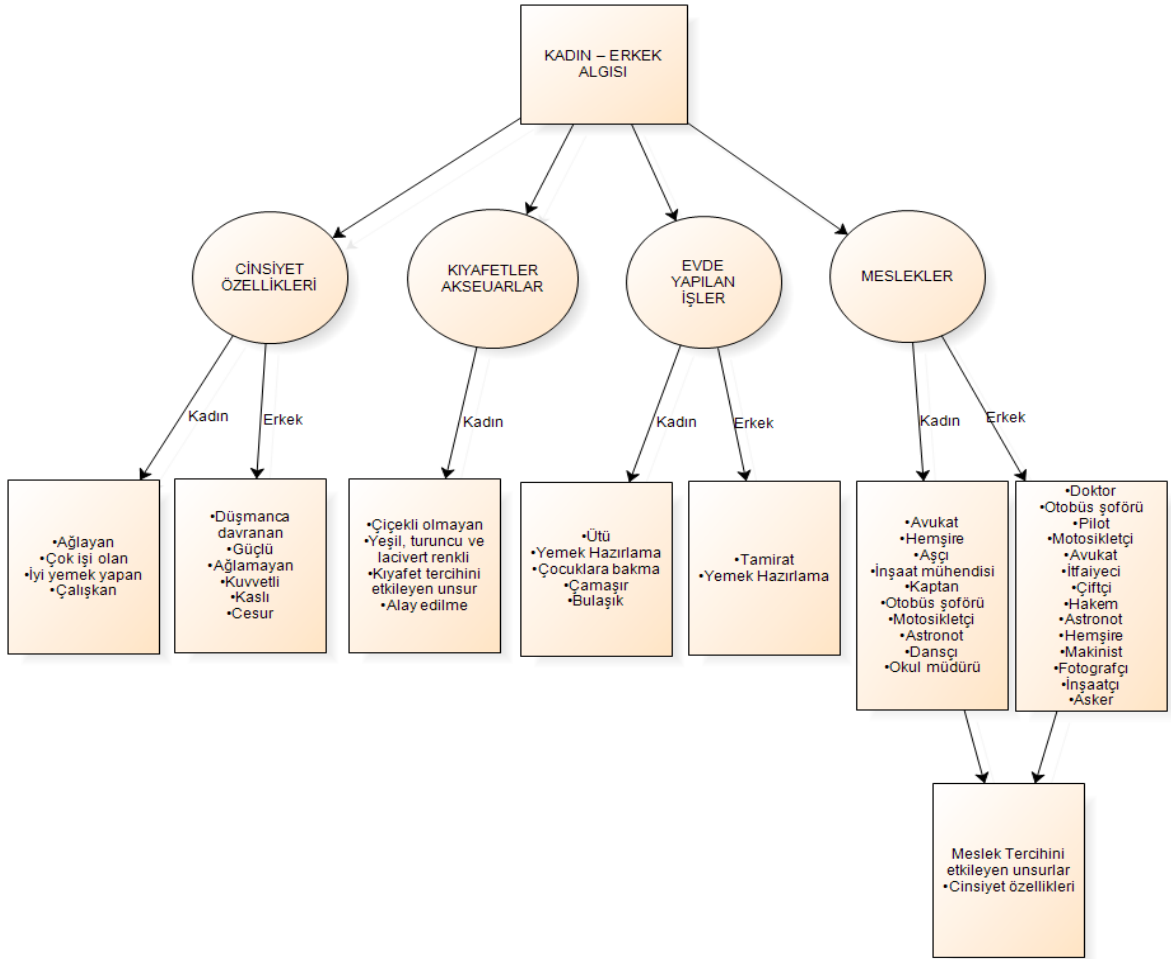 KADIN – ERKEK
ALGISI
CİNSİYET
ÖZELLİKLERİ
KIYAFETLER
AKSEUARLAR
EVDE
YAPILAN
İŞLER
MESLEKLER
Kadın
Erkek
Kadın
Kadın
Erkek
Kadın
Erkek
•Ağlayan
•Çok işi olan
•İyi yemek yapan
•Çalışkan
•Düşmanca
davranan
•Güçlü
•Ağlamayan
•Kuvvetli
•Kaslı
•Cesur
•Çiçekli olmayan
•Yeşil, turuncu ve
lacivert renkli
•Kıyafet tercihini
etkileyen unsur
•Alay edilme
•Ütü
•Yemek Hazırlama
•Çocuklara bakma
•Çamaşır
•Bulaşık
•Tamirat
•Yemek Hazırlama
•Avukat
•Hemşire
•Aşçı
•İnşaat mühendisi
•Kaptan
•Otobüs şoförü
•Motosikletçi
•Astronot
•Dansçı
•Okul müdürü
•Doktor
•Otobüs şoförü
•Pilot
•Motosikletçi
•Avukat
•İtfaiyeci
•Çiftçi
•Hakem
•Astronot
•Hemşire
•Makinist
•Fotografçı
•İnşaatçı
•Asker
Meslek Tercihini
etkileyen unsurlar
•Cinsiyet özellikleri